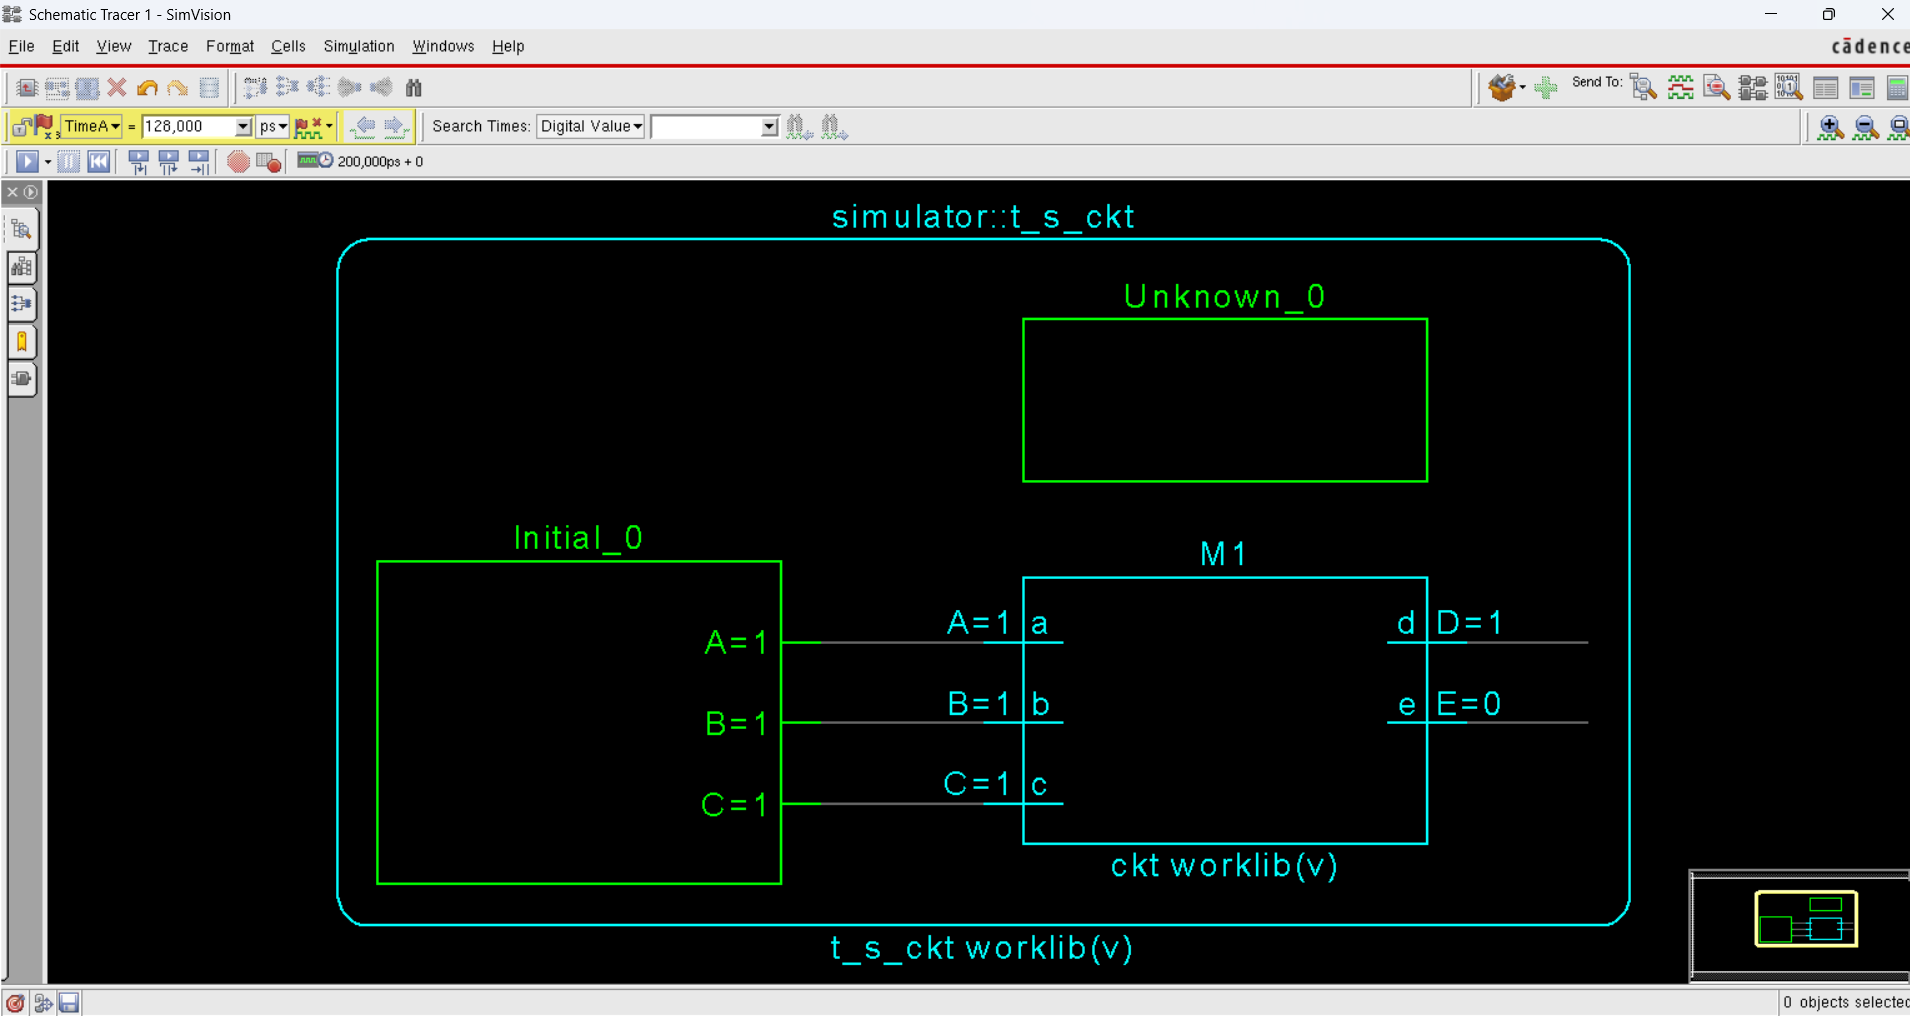 Schematic Tracer 1 - SimVision
File Edit View Trace Format Cells Simulation Windows Help
cādence
Send To:
TimeA = 128,000 ps Search Times: Digital Value
200,000ps + 0
simulator::t_s_ckt
Unknown_0
Initial_0
M1
A=1 A=1 a d D=1
B=1 B=1 b e E=0
C=1 C=1 c
ckt worklib(v)
t_s_ckt worklib(v)
0 objects selected